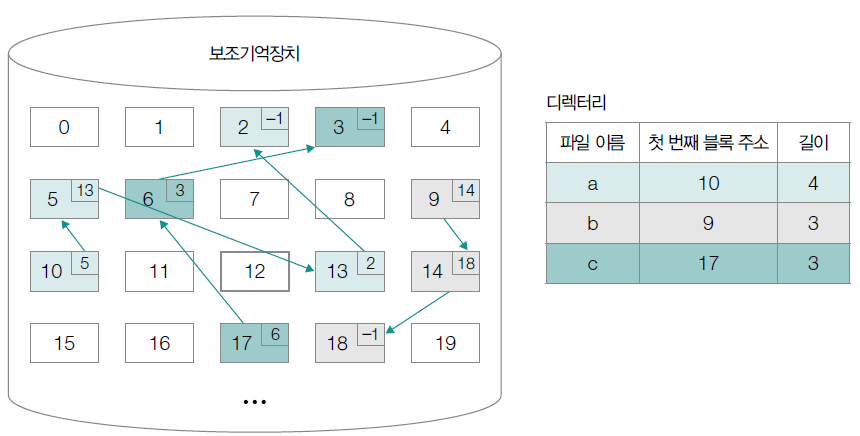 보조기억장치
0 1 2 -1 3 -1 4
5 13 6 3 7 8 9 14
10 5 11 12 13 2 14 18
15 16 17 6 18 -1 19
...
디렉터리
파일 이름 첫 번째 블록 주소 길이
a 10 4
b 9 3
c 17 3